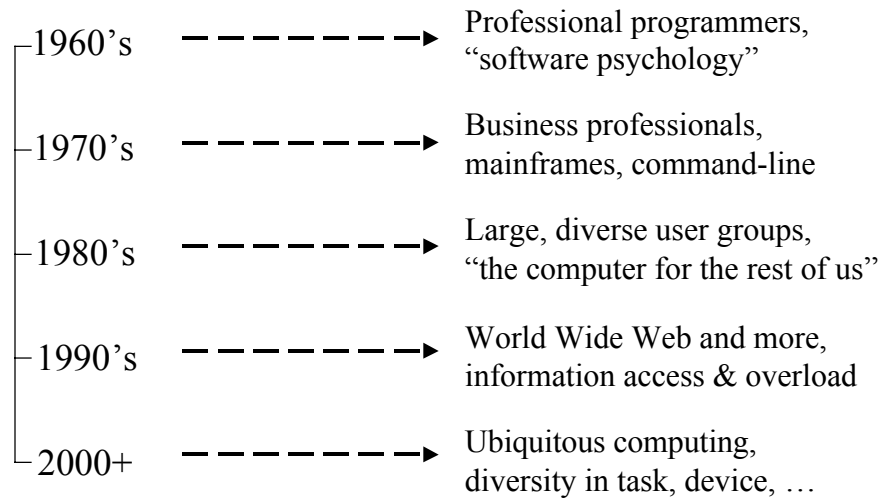 1960’s
Professional programmers,
“software psychology”
1970’s
Business professionals,
mainframes, command-line
1980’s
Large, diverse user groups,
“the computer for the rest of us”
1990’s
World Wide Web and more,
information access & overload
2000+
Ubiquitous computing,
diversity in task, device, …